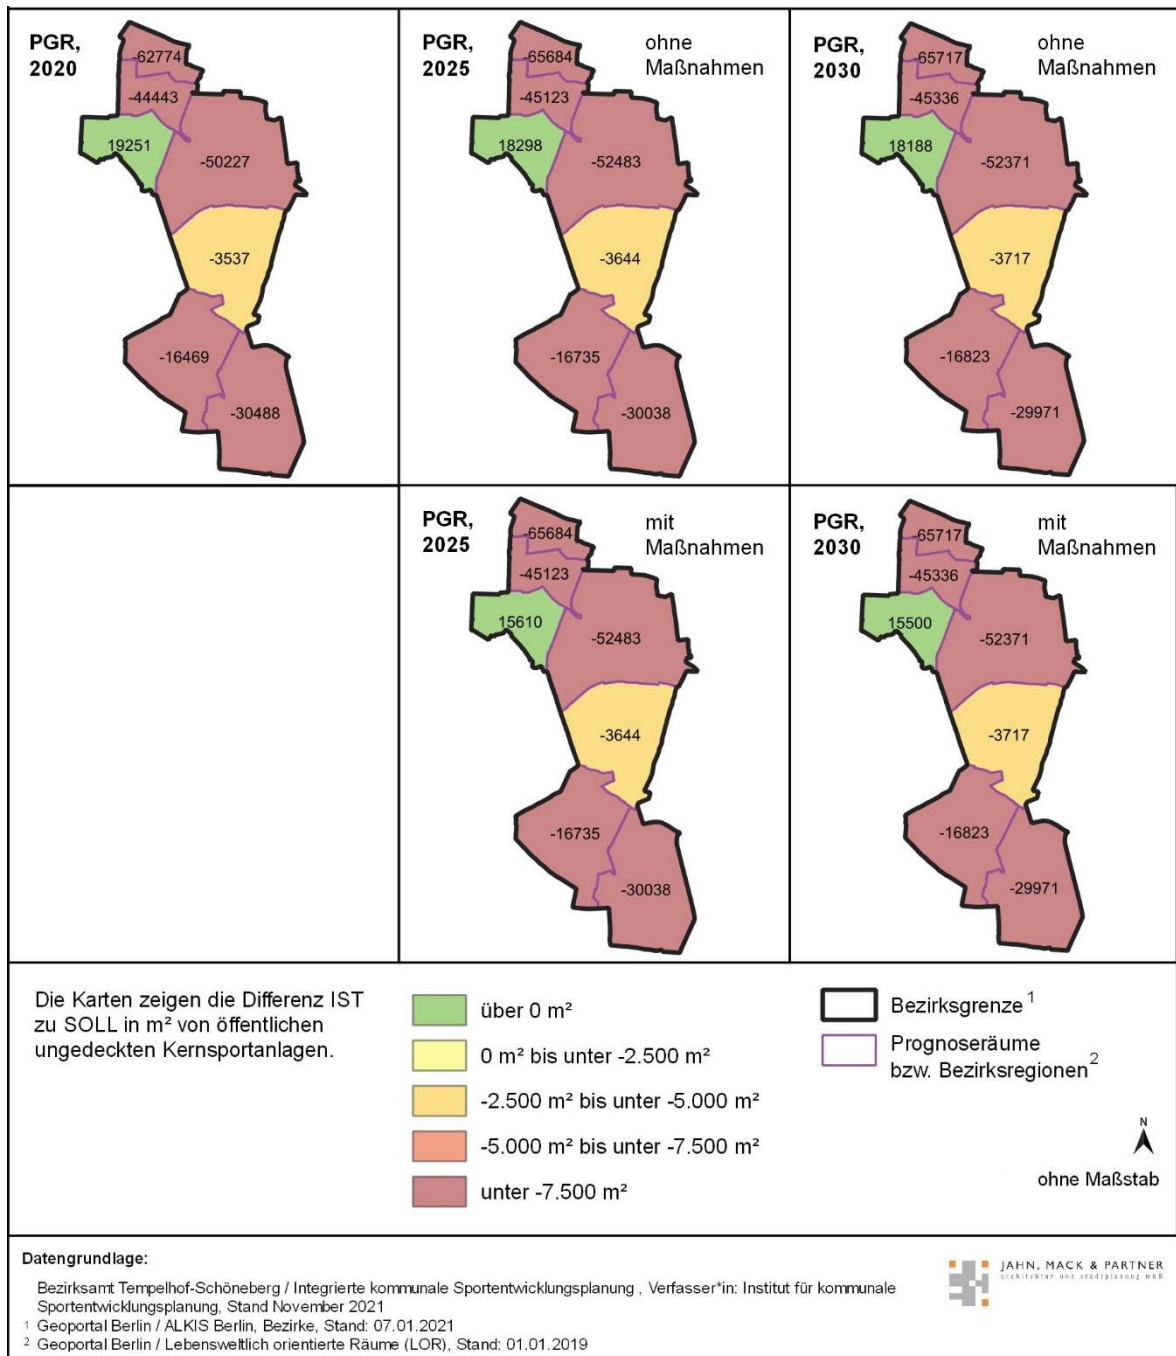 PGR,
2020
-62774
-44443
19251
-50227
-3537
-16469
-30488
PGR,
2025
ohne
Maßnahmen
-65684
-45123
18298
-52483
-3644
-16735
-30038
PGR,
2030
ohne
Maßnahmen
-65717
-45336
18188
-52371
-3717
-16823
-29971
PGR,
2025
mit
Maßnahmen
-65684
-45123
15610
-52483
-3644
-16735
-30038
PGR,
2030
mit
Maßnahmen
-65717
-45336
15500
-52371
-3717
-16823
-29971
Die Karten zeigen die Differenz IST
zu SOLL in m² von öffentlichen
ungedeckten Kernsportanlagen.
über 0 m²
0 m² bis unter -2.500 m²
-2.500 m² bis unter -5.000 m²
-5.000 m² bis unter -7.500 m²
unter -7.500 m²
Bezirksgrenze ¹
Prognoseräume
bzw. Bezirksregionen ²
N
ohne Maßstab
Datengrundlage:
Bezirksamt Tempelhof-Schöneberg / Integrierte kommunale Sportentwicklungsplanung , Verfasser*in: Institut für kommunale
Sportentwicklungsplanung, Stand November 2021
¹ Geoportal Berlin / ALKIS Berlin, Bezirke, Stand: 07.01.2021
² Geoportal Berlin / Lebensweltlich orientierte Räume (LOR), Stand: 01.01.2019
JAHN, MACK & PARTNER
architektur und stadtplanung mbB